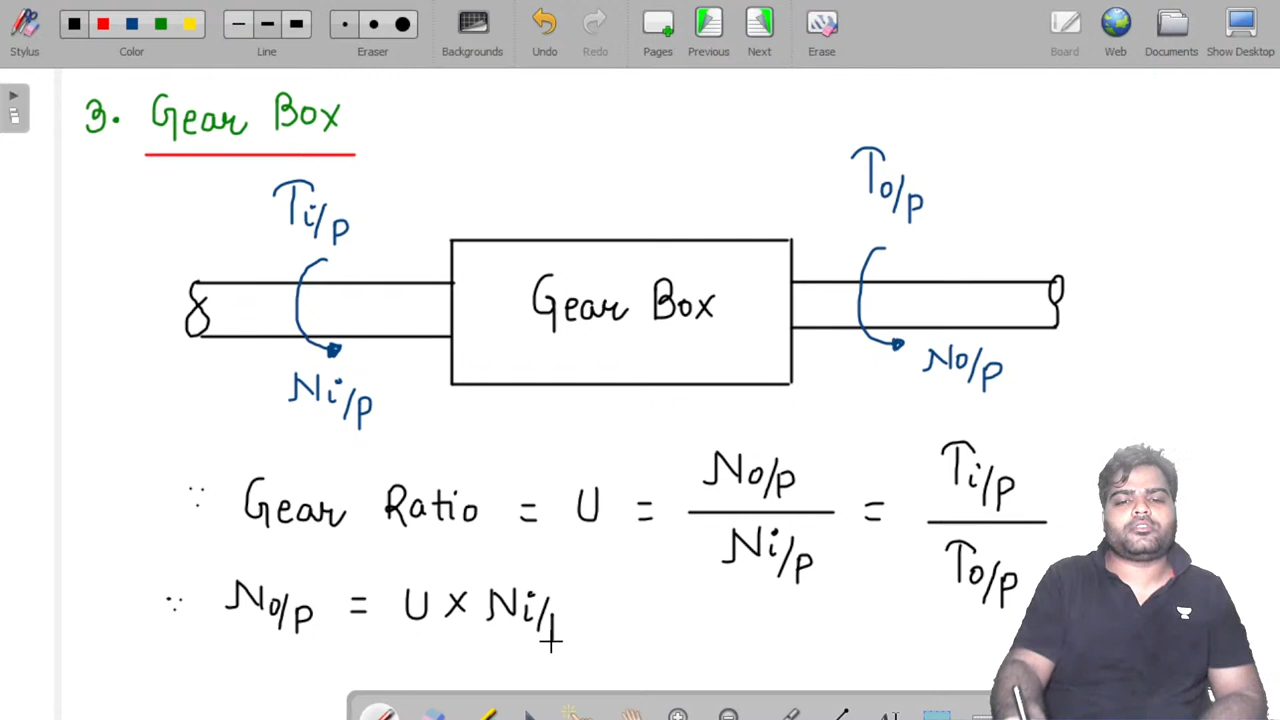 Stylus
Color
Line
Eraser
Backgrounds
Undo
Redo
Pages
Previous
Next
Erase
Board
Web
Documents
Show Desktop
3. Gear Box
Ti/p
To/p
Gear Box
Ni/p
No/p
∵ Gear Ratio = U = No/p / Ni/p = Ti/p / To/p
∵ No/p = U × Ni/